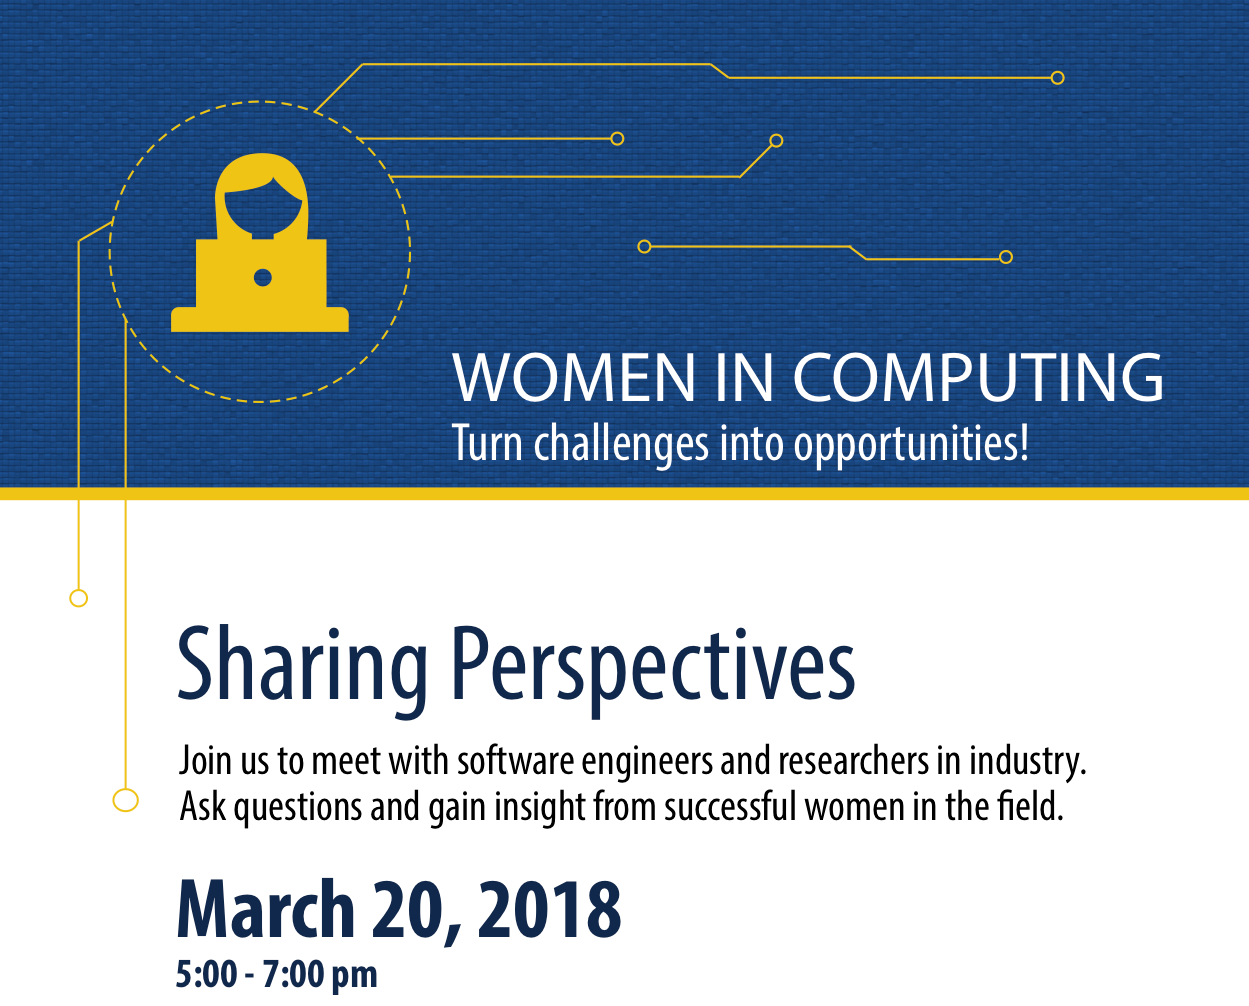 WOMEN IN COMPUTING
Turn challenges into opportunities!
Sharing Perspectives
Join us to meet with software engineers and researchers in industry.
Ask questions and gain insight from successful women in the field.
March 20, 2018
5:00 - 7:00 pm